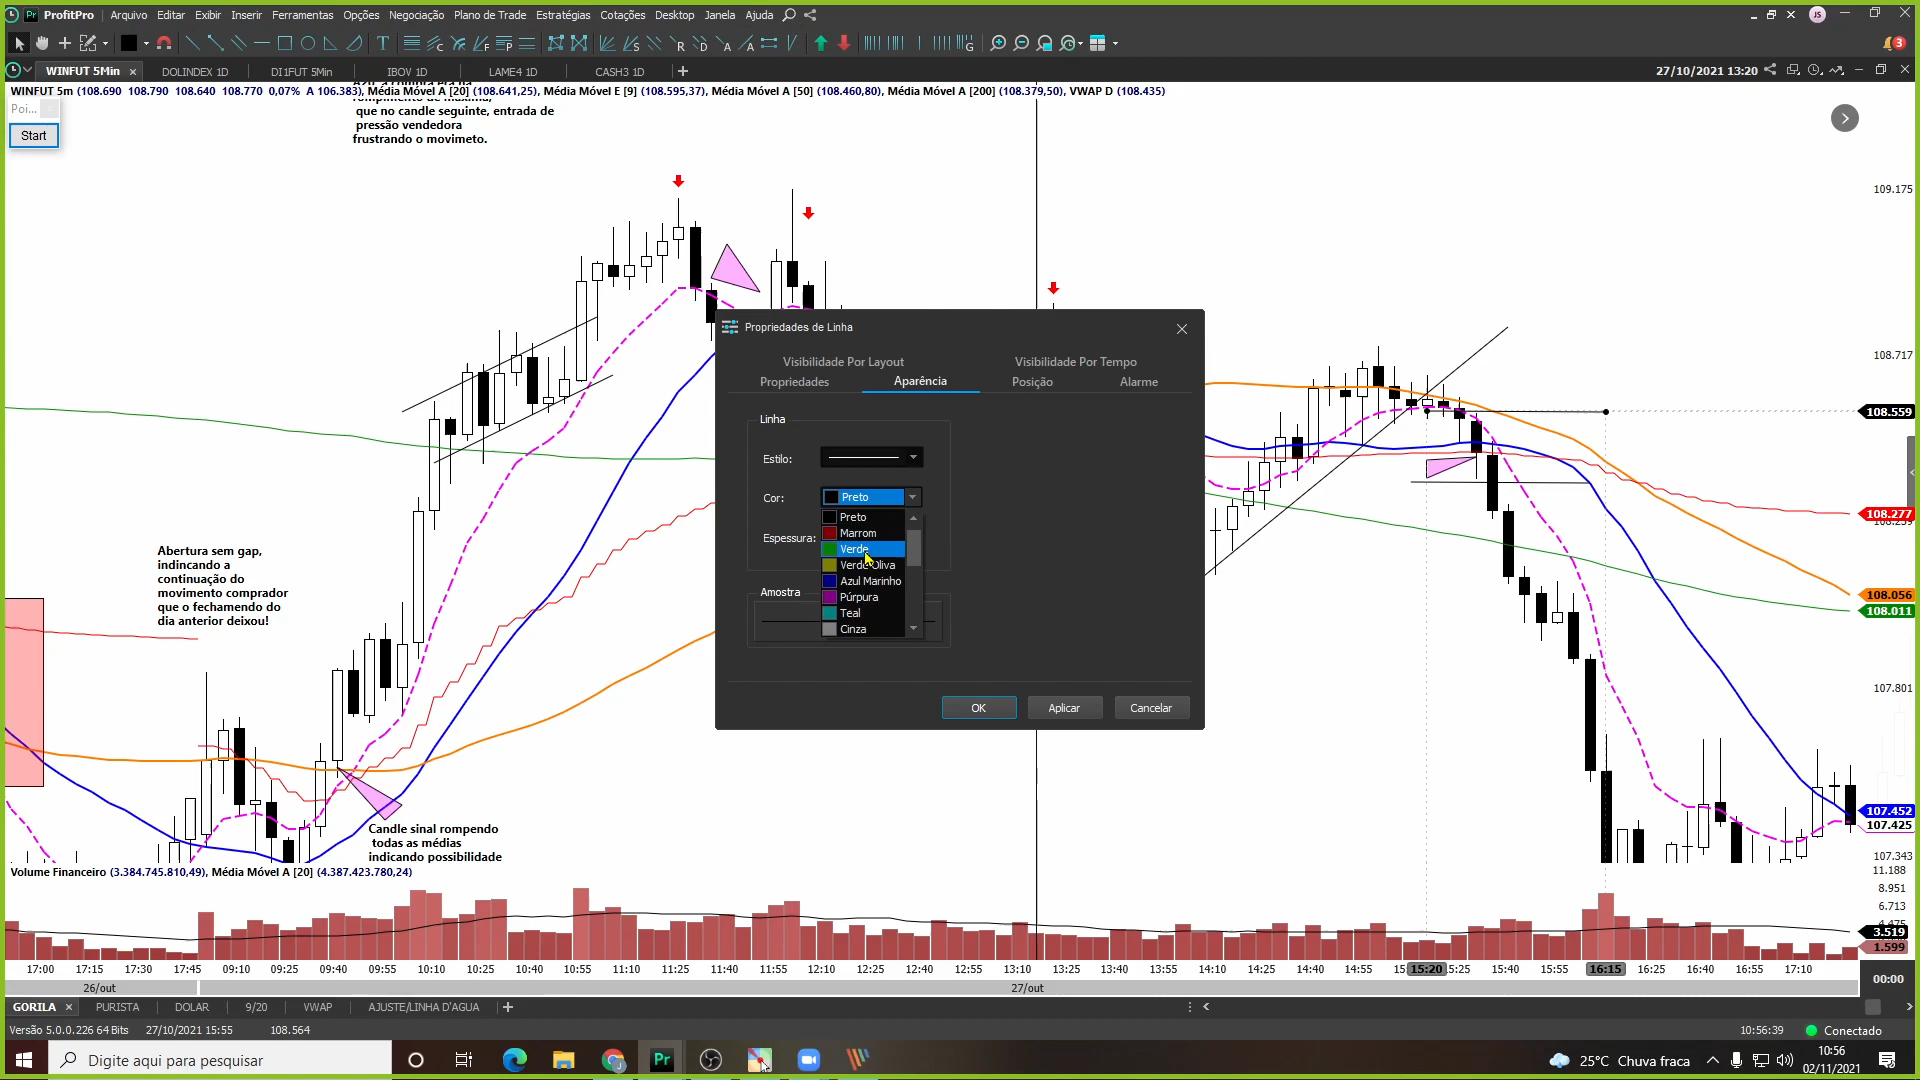 ProfitPro Arquivo Editar Exibir Inserir Ferramentas Opções Negociação Plano de Trade Estratégias Cotações Desktop Janela Ajuda JS
3
WINFUT 5Min DOLINDEX 1D DI1FUT 5Min IBOV 1D LAME4 1D CASH3 1D 27/10/2021 13:20
WINFUT 5m (108.690 108.790 108.640 108.770 0,07% A 106.383), Média Móvel A [20] (108.641,25), Média Móvel E [9] (108.595,37), Média Móvel A [50] (108.460,80), Média Móvel A [200] (108.379,50), VWAP D (108.435)
Poi...
Start
que no candle seguinte, entrada de
pressão vendedora
frustrando o movimeto.
109.175
108.717
108.559
108.277
108.056
108.011
107.801
107.452
107.425
107.343
Propriedades de Linha
Visibilidade Por Layout Visibilidade Por Tempo
Propriedades Aparência Posição Alarme
Linha
Estilo:
Cor: Preto
Preto
Marrom
Espessura: Verde
Verde Oliva
Azul Marinho
Amostra Púrpura
Teal
Cinza
OK Aplicar Cancelar
Abertura sem gap,
indincando a
continuação do
movimento comprador
que o fechamendo do
dia anterior deixou!
Candle sinal rompendo
todas as médias
indicando possibilidade
Volume Financeiro (3.384.745.810,49), Média Móvel A [20] (4.387.423.780,24)
11.188
8.951
6.713
3.519
1.599
17:00 17:15 17:30 17:45 09:10 09:25 09:40 09:55 10:10 10:25 10:40 10:55 11:10 11:25 11:40 11:55 12:10 12:25 12:40 12:55 13:10 13:25 13:40 13:55 14:10 14:25 14:40 14:55 15:20 5:25 15:40 15:55 16:15 16:25 16:40 16:55 17:10 00:00
26/out 27/out
GORILA PURISTA DOLAR 9/20 VWAP AJUSTE/LINHA D'AGUA
Versão 5.0.0.226 64 Bits 27/10/2021 15:55 108.564 10:56:39 Conectado
Digite aqui para pesquisar 25°C Chuva fraca 10:56
02/11/2021